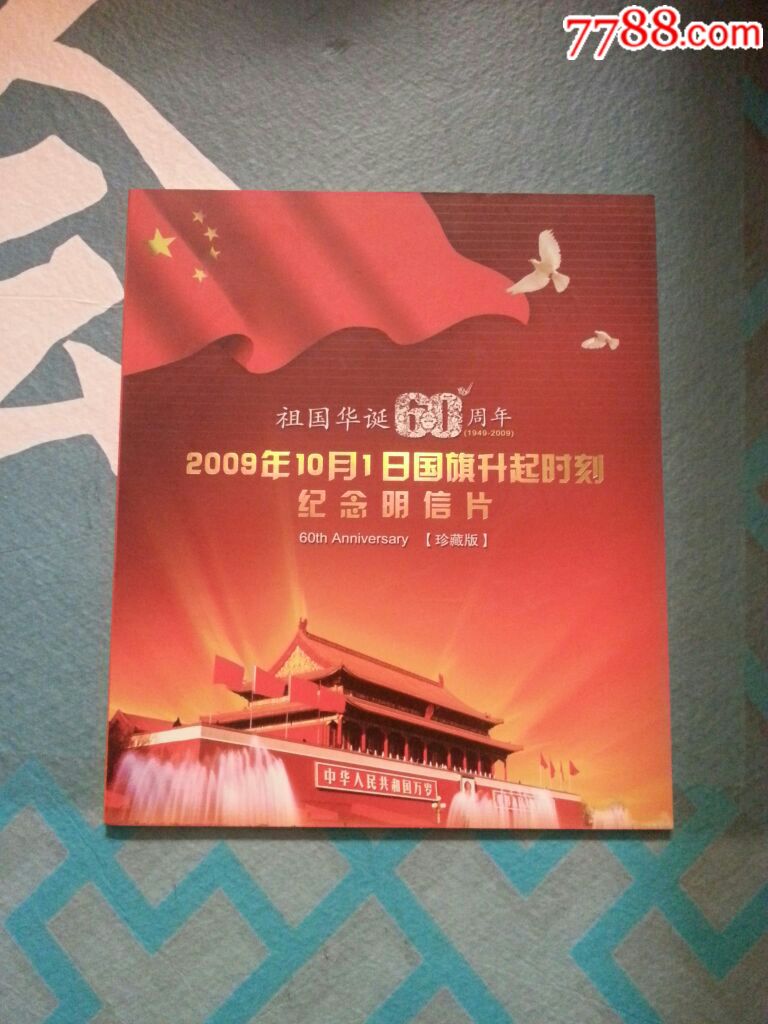 7788.com
祖国华诞60周年
(1949-2009)
2009年10月1日国旗升起时刻
纪念明信片
60th Anniversary 【珍藏版】
中华人民共和国万岁